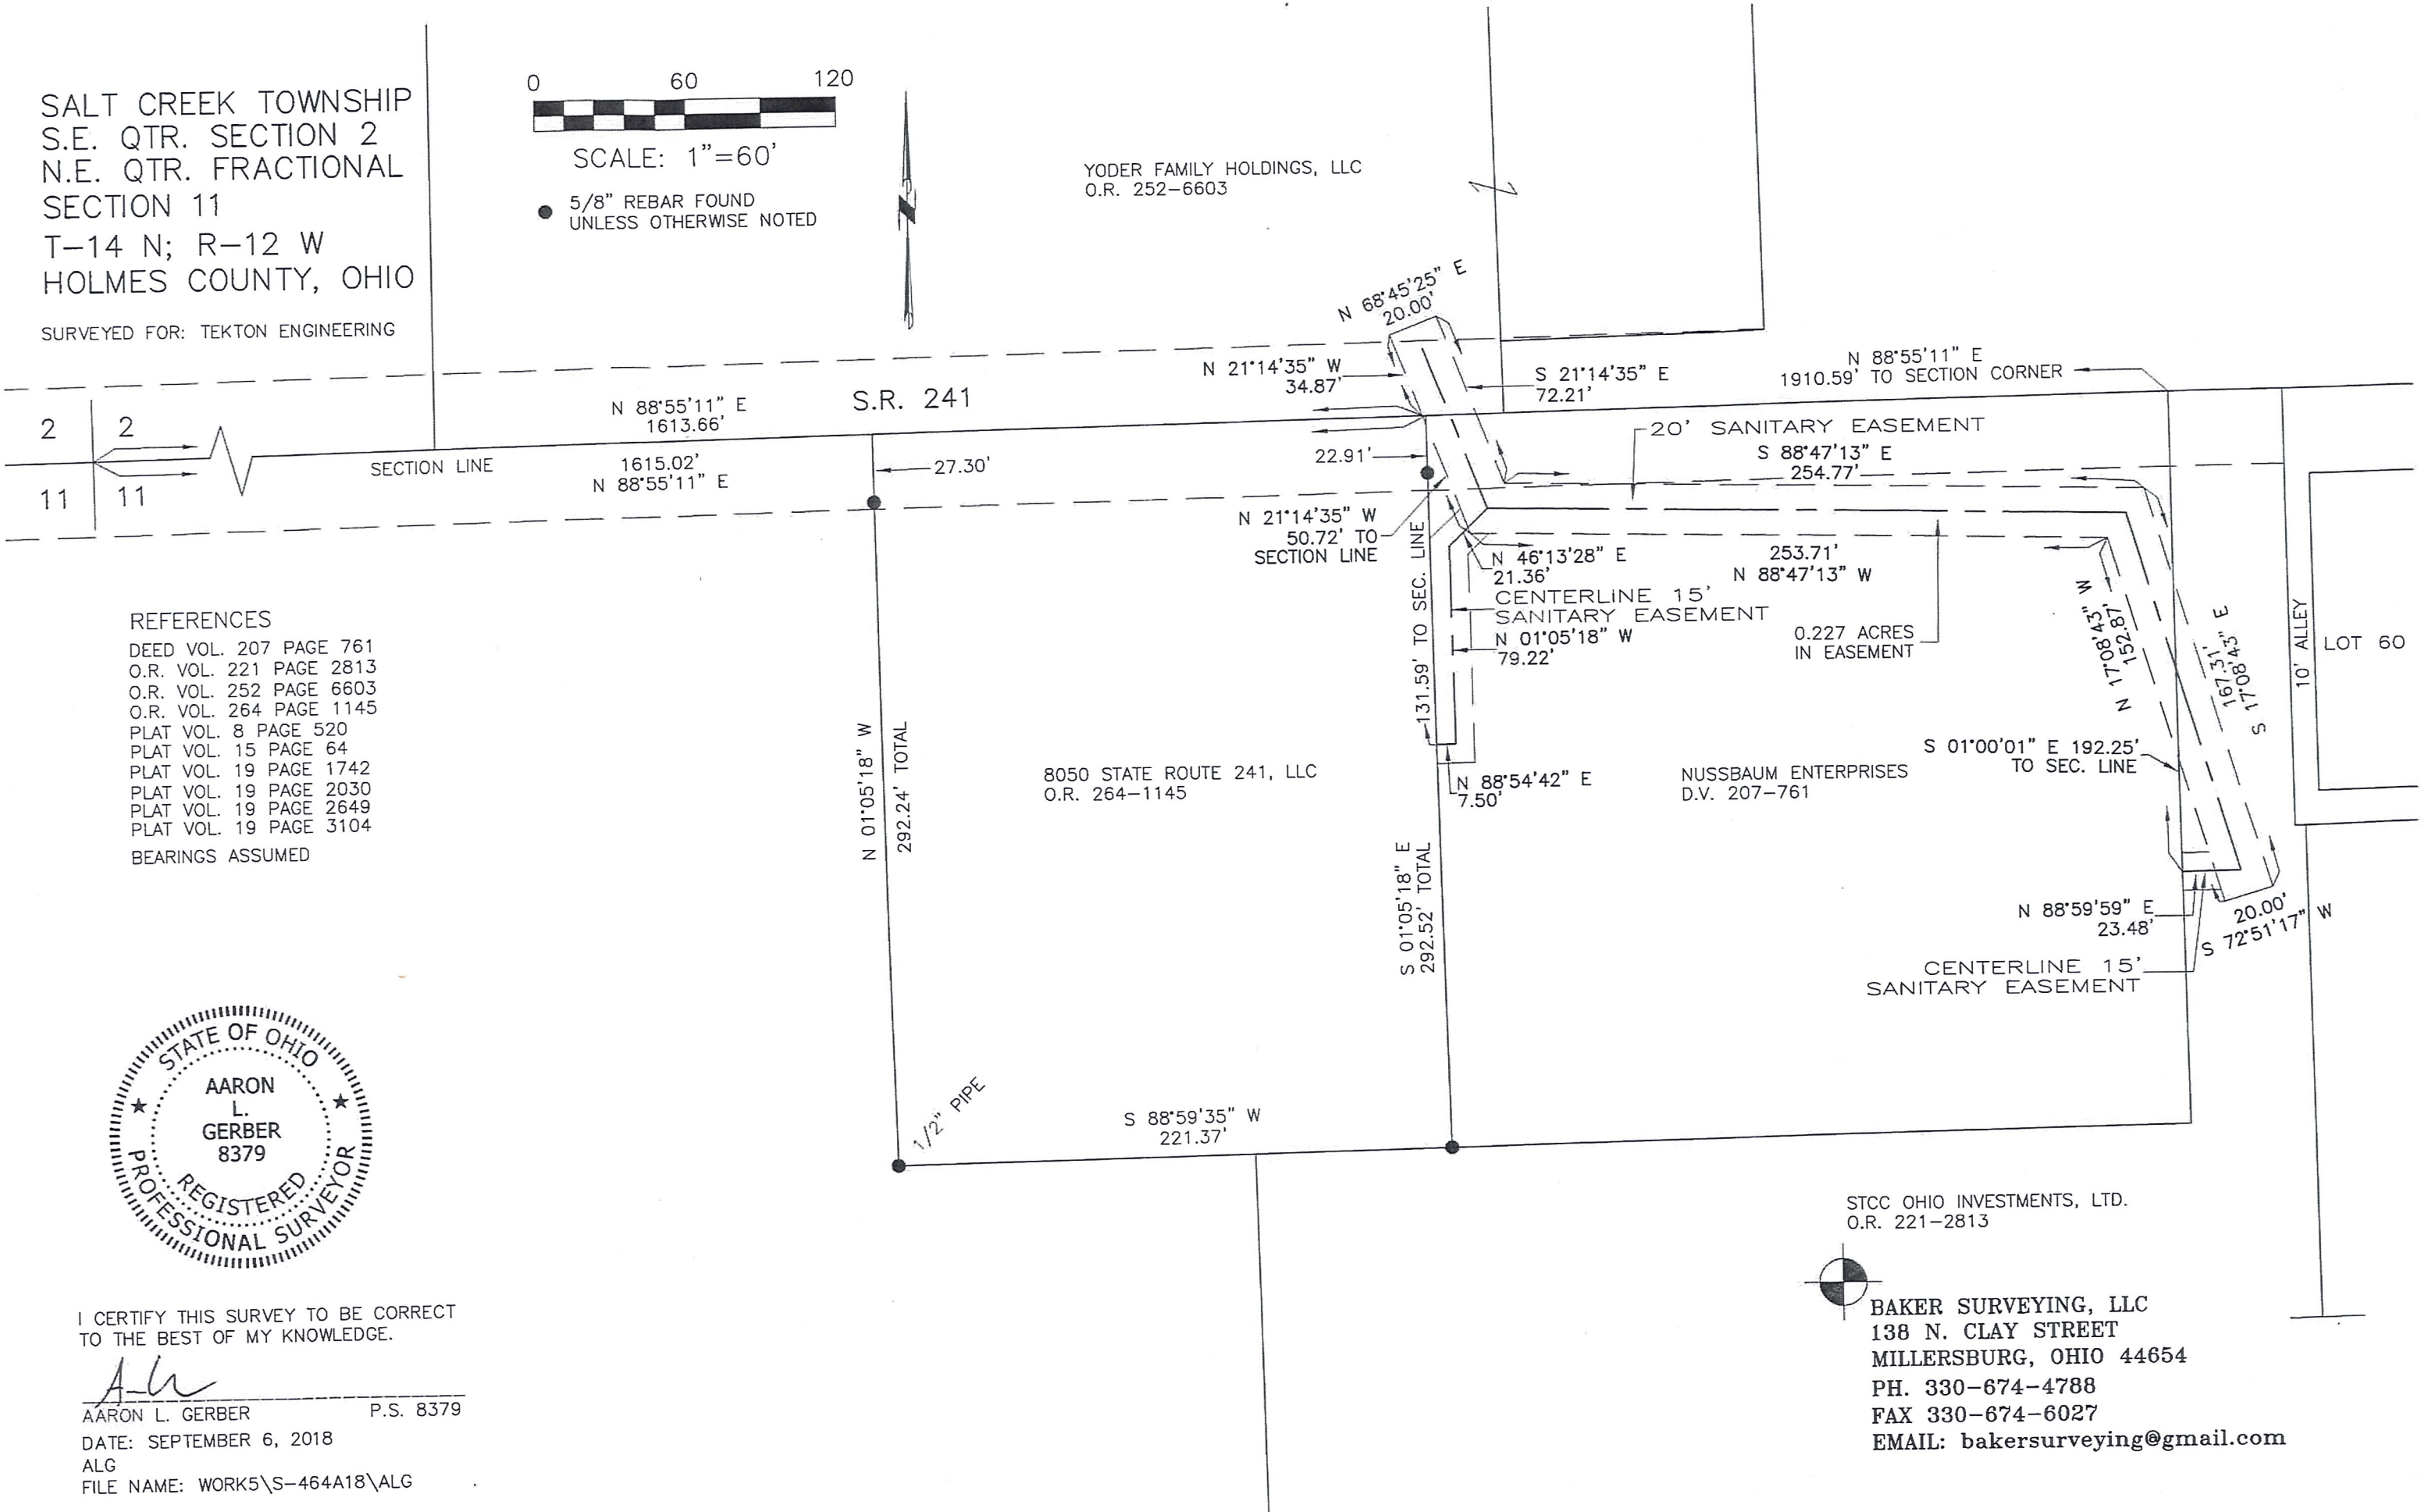 SALT CREEK TOWNSHIP
S.E. QTR. SECTION 2
N.E. QTR. FRACTIONAL
SECTION 11
T-14 N; R-12 W
HOLMES COUNTY, OHIO
SURVEYED FOR: TEKTON ENGINEERING
0 60 120
SCALE: 1"=60'
5/8" REBAR FOUND
UNLESS OTHERWISE NOTED
N
YODER FAMILY HOLDINGS, LLC
O.R. 252-6603
N 68°45'25" E
20.00'
N 21°14'35" W
34.87'
S 21°14'35" E
72.21'
N 88°55'11" E
1910.59' TO SECTION CORNER
2
2
11
11
N 88°55'11" E
1613.66'
S.R. 241
SECTION LINE
1615.02'
N 88°55'11" E
27.30'
22.91'
20' SANITARY EASEMENT
S 88°47'13" E
254.77'
N 21°14'35" W
50.72' TO
SECTION LINE
131.59' TO SEC. LINE
N 46°13'28" E
21.36'
CENTERLINE 15'
SANITARY EASEMENT
N 01°05'18" W
79.22'
253.71'
N 88°47'13" W
0.227 ACRES
IN EASEMENT
N 17°08'43" W
152.87'
167.31'
S 17°08'43" E
10' ALLEY
LOT 60
REFERENCES
DEED VOL. 207 PAGE 761
O.R. VOL. 221 PAGE 2813
O.R. VOL. 252 PAGE 6603
O.R. VOL. 264 PAGE 1145
PLAT VOL. 8 PAGE 520
PLAT VOL. 15 PAGE 64
PLAT VOL. 19 PAGE 1742
PLAT VOL. 19 PAGE 2030
PLAT VOL. 19 PAGE 2649
PLAT VOL. 19 PAGE 3104
BEARINGS ASSUMED
N 01°05'18" W
292.24' TOTAL
8050 STATE ROUTE 241, LLC
O.R. 264-1145
N 88°54'42" E
7.50'
NUSSBAUM ENTERPRISES
D.V. 207-761
S 01°00'01" E 192.25'
TO SEC. LINE
S 01°05'18" E
292.52' TOTAL
N 88°59'59" E
23.48'
20.00'
S 72°51'17" W
CENTERLINE 15'
SANITARY EASEMENT
1/2" PIPE
S 88°59'35" W
221.37'
STATE OF OHIO
AARON
L.
GERBER
8379
REGISTERED
PROFESSIONAL SURVEYOR
STCC OHIO INVESTMENTS, LTD.
O.R. 221-2813
I CERTIFY THIS SURVEY TO BE CORRECT
TO THE BEST OF MY KNOWLEDGE.
AARON L. GERBER P.S. 8379
DATE: SEPTEMBER 6, 2018
ALG
FILE NAME: WORK5\S-464A18\ALG
BAKER SURVEYING, LLC
138 N. CLAY STREET
MILLERSBURG, OHIO 44654
PH. 330-674-4788
FAX 330-674-6027
EMAIL: bakersurveying@gmail.com